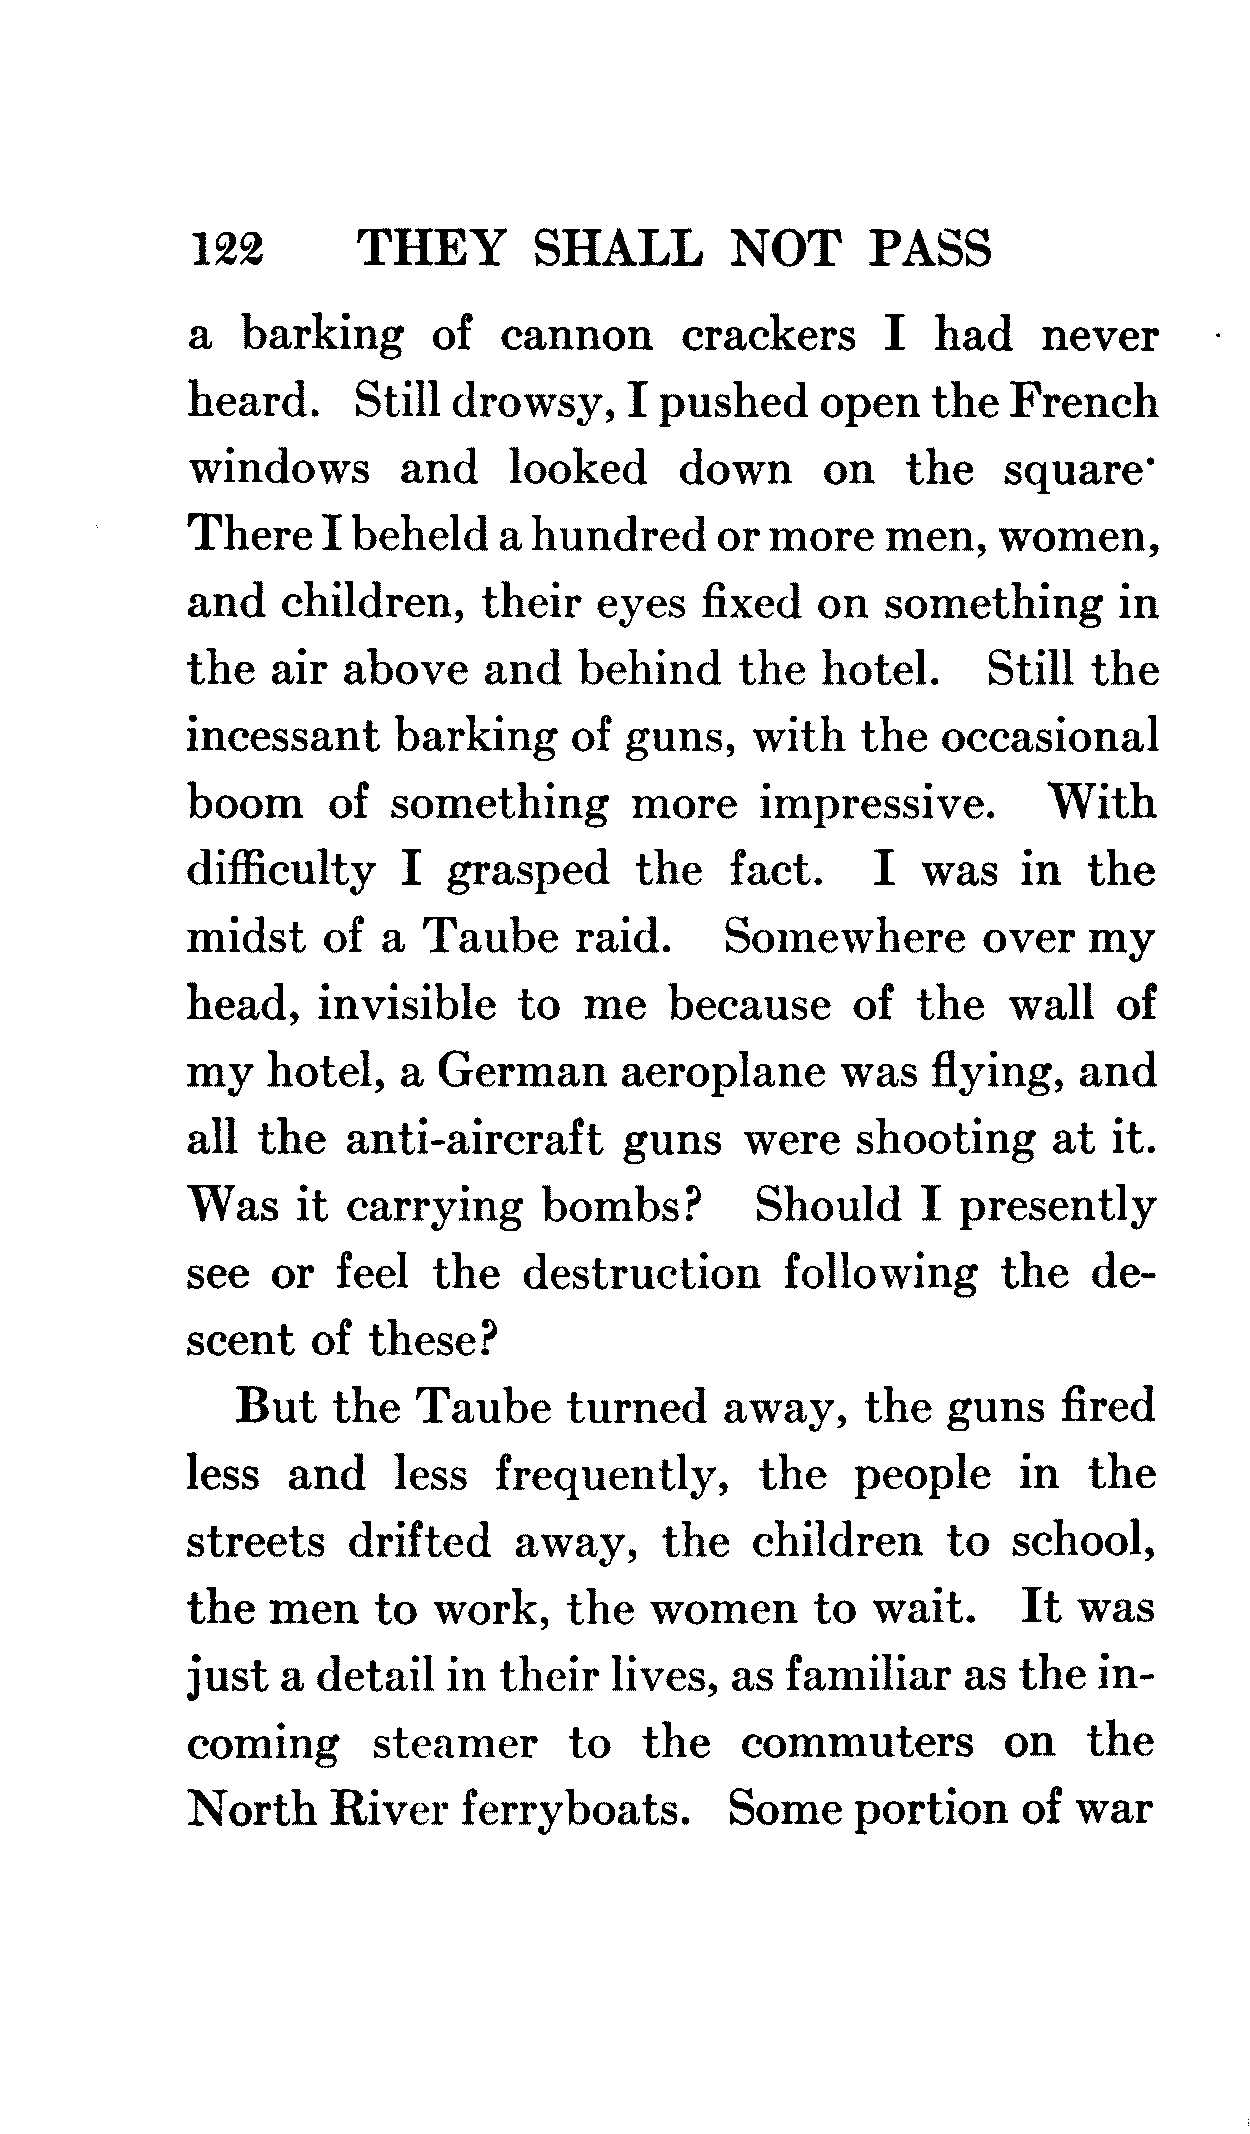 122 THEY SHALL NOT PASS
a barking of cannon crackers I had never
heard. Still drowsy, I pushed open the French
windows and looked down on the square·
There I beheld a hundred or more men, women,
and children, their eyes fixed on something in
the air above and behind the hotel. Still the
incessant barking of guns, with the occasional
boom of something more impressive. With
difficulty I grasped the fact. I was in the
midst of a Taube raid. Somewhere over my
head, invisible to me because of the wall of
my hotel, a German aeroplane was flying, and
all the anti-aircraft guns were shooting at it.
Was it carrying bombs? Should I presently
see or feel the destruction following the de-
scent of these?
But the Taube turned away, the guns fired
less and less frequently, the people in the
streets drifted away, the children to school,
the men to work, the women to wait. It was
just a detail in their lives, as familiar as the in-
coming steamer to the commuters on the
North River ferryboats. Some portion of war